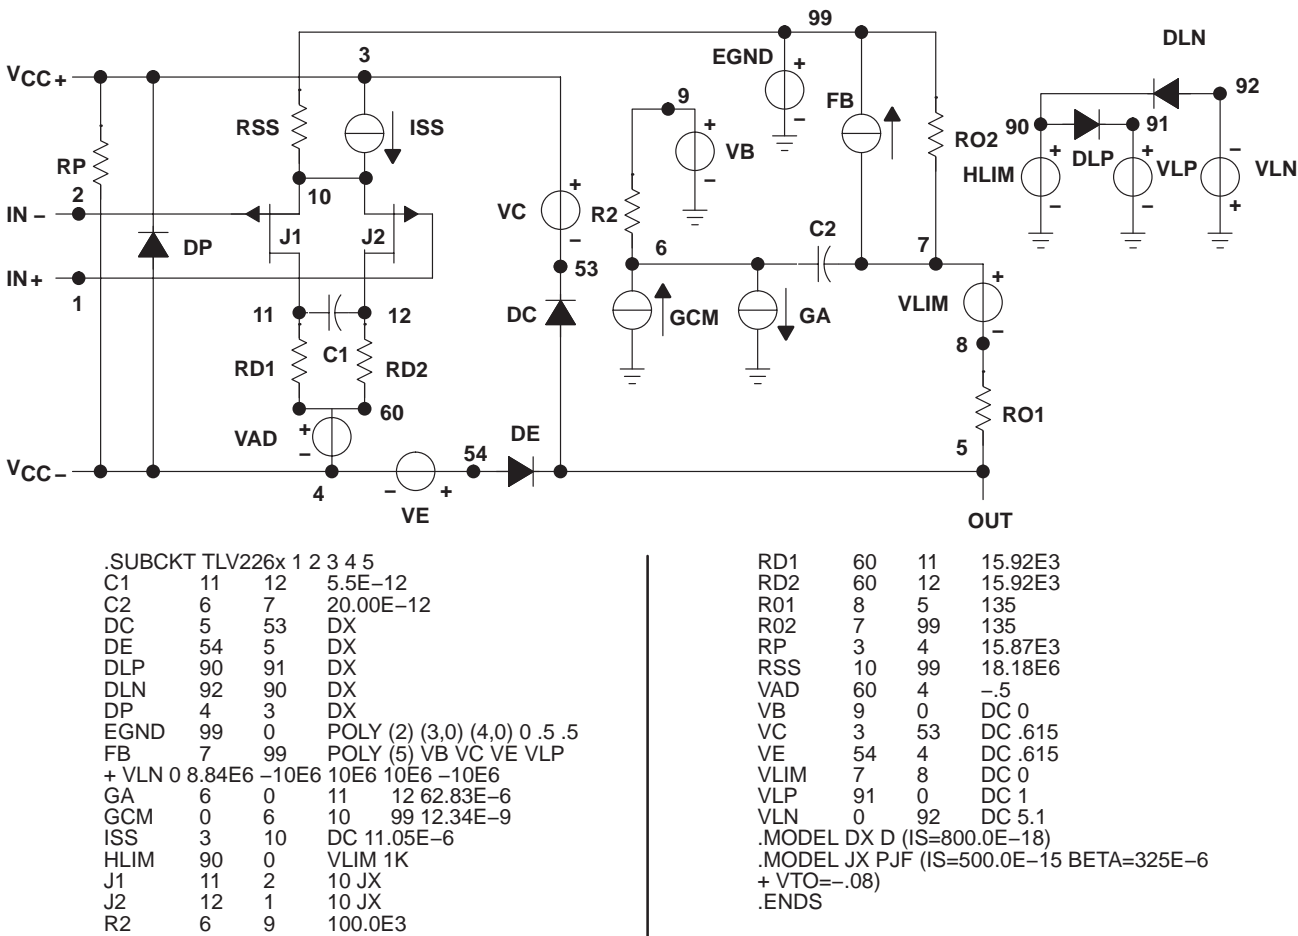 99
DLN
3
EGND +
VCC+
92
9
+
FB
RSS
ISS
VB
RO2
90
91
RP
–
–
DLP
+
+
–
HLIM
VLP
VLN
10
2
+
R2
–
–
+
IN –
VC
C2
J1
J2
–
6
7
DP
IN+
53
+
1
VLIM
11
12
DC
GCM
GA
–
C1
8
RD1
RD2
60
RO1
+
VAD
DE
–
54
5
VCC–
4
–
+
VE
OUT
.SUBCKT TLV226x 1 2 3 4 5
C1 11 12 5.5E–12
C2 6 7 20.00E–12
DC 5 53 DX
DE 54 5 DX
DLP 90 91 DX
DLN 92 90 DX
DP 4 3 DX
EGND 99 0 POLY (2) (3,0) (4,0) 0 .5 .5
FB 7 99 POLY (5) VB VC VE VLP
+ VLN 0 8.84E6 –10E6 10E6 10E6 –10E6
GA 6 0 11 12 62.83E–6
GCM 0 6 10 99 12.34E–9
ISS 3 10 DC 11.05E–6
HLIM 90 0 VLIM 1K
J1 11 2 10 JX
J2 12 1 10 JX
R2 6 9 100.0E3
RD1 60 11 15.92E3
RD2 60 12 15.92E3
R01 8 5 135
R02 7 99 135
RP 3 4 15.87E3
RSS 10 99 18.18E6
VAD 60 4 –.5
VB 9 0 DC 0
VC 3 53 DC .615
VE 54 4 DC .615
VLIM 7 8 DC 0
VLP 91 0 DC 1
VLN 0 92 DC 5.1
.MODEL DX D (IS=800.0E–18)
.MODEL JX PJF (IS=500.0E–15 BETA=325E–6
+ VTO=–.08)
.ENDS